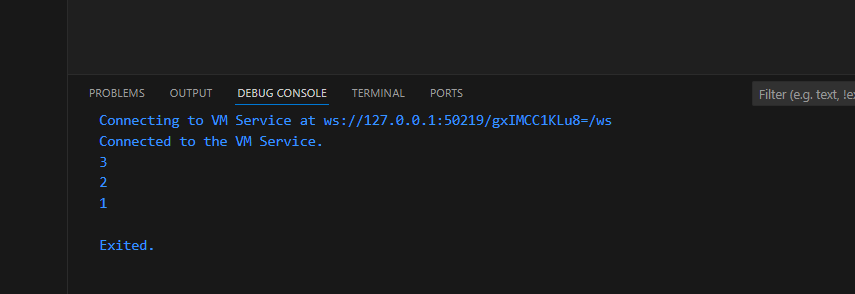 PROBLEMS OUTPUT DEBUG CONSOLE TERMINAL PORTS Filter (e.g. text, !ex
Connecting to VM Service at ws://127.0.0.1:50219/gxIMCC1KLu8=/ws
Connected to the VM Service.
3
2
1
Exited.